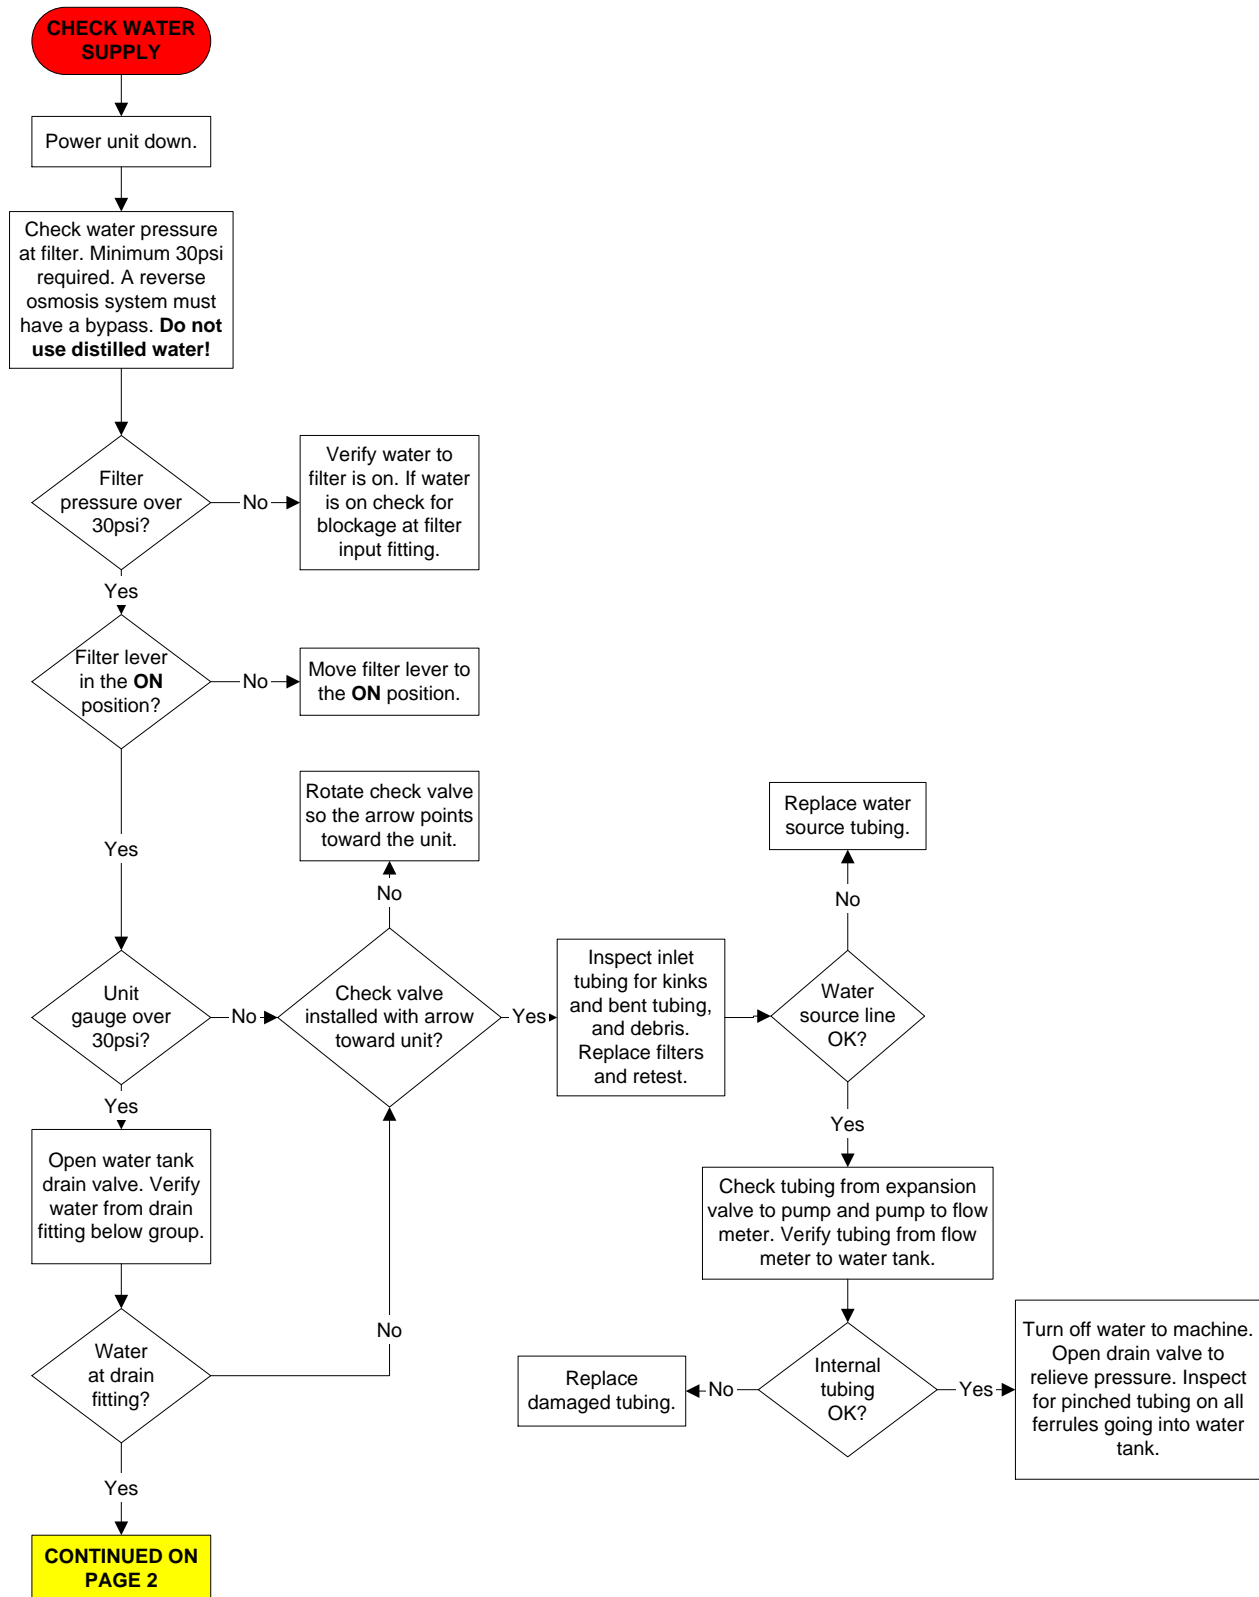 CHECK WATER
SUPPLY
Power unit down.
Check water pressure
at filter. Minimum 30psi
required. A reverse
osmosis system must
have a bypass. Do not
use distilled water!
Filter
pressure over
30psi?
No
Verify water to
filter is on. If water
is on check for
blockage at filter
input fitting.
Yes
Filter lever
in the ON
position?
No
Move filter lever to
the ON position.
Yes
Rotate check valve
so the arrow points
toward the unit.
No
Replace water
source tubing.
No
Unit
gauge over
30psi?
No
Check valve
installed with arrow
toward unit?
Yes
Inspect inlet
tubing for kinks
and bent tubing,
and debris.
Replace filters
and retest.
Water
source line
OK?
Yes
Yes
Open water tank
drain valve. Verify
water from drain
fitting below group.
Check tubing from expansion
valve to pump and pump to flow
meter. Verify tubing from flow
meter to water tank.
Water
at drain
fitting?
No
Replace
damaged tubing.
No
Internal
tubing
OK?
Yes
Turn off water to machine.
Open drain valve to
relieve pressure. Inspect
for pinched tubing on all
ferrules going into water
tank.
Yes
CONTINUED ON
PAGE 2